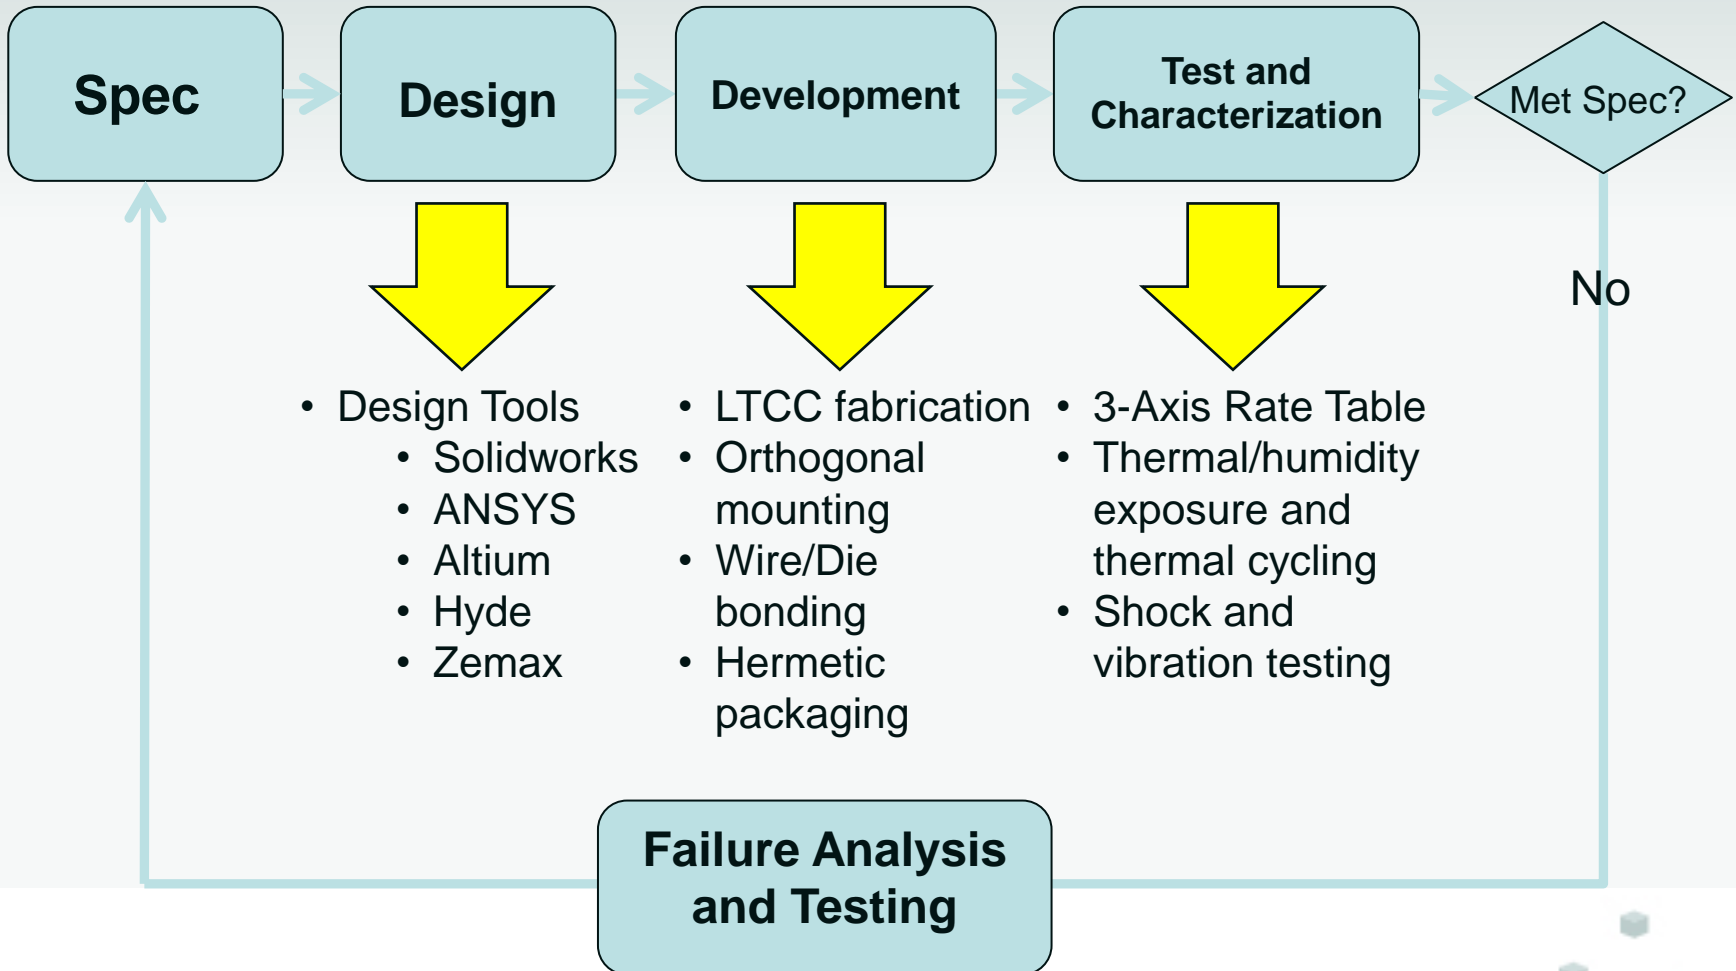 Spec
Design
Development
Test and
Characterization
Met Spec?
No
• Design Tools
• Solidworks
• ANSYS
• Altium
• Hyde
• Zemax
• LTCC fabrication
• Orthogonal
mounting
• Wire/Die
bonding
• Hermetic
packaging
• 3-Axis Rate Table
• Thermal/humidity
exposure and
thermal cycling
• Shock and
vibration testing
Failure Analysis
and Testing